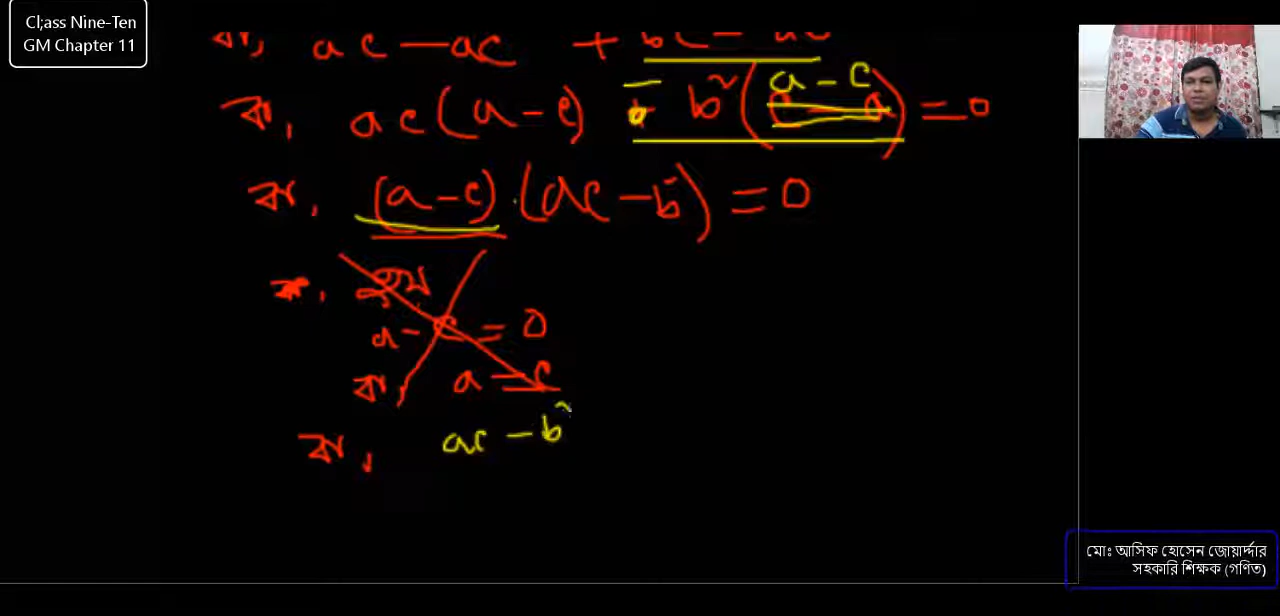 Cl;ass Nine-Ten
GM Chapter 11
বা, ac – ac + bc – ac
বা, ac(a – c) – b²(a – c) = 0
বা, (a – c) · (ac – b²) = 0
a – c = 0
বা, a = c
বা, ac – b²
মোঃ আসিফ হোসেন জোয়ার্দ্দার
সহকারি শিক্ষক (গণিত)